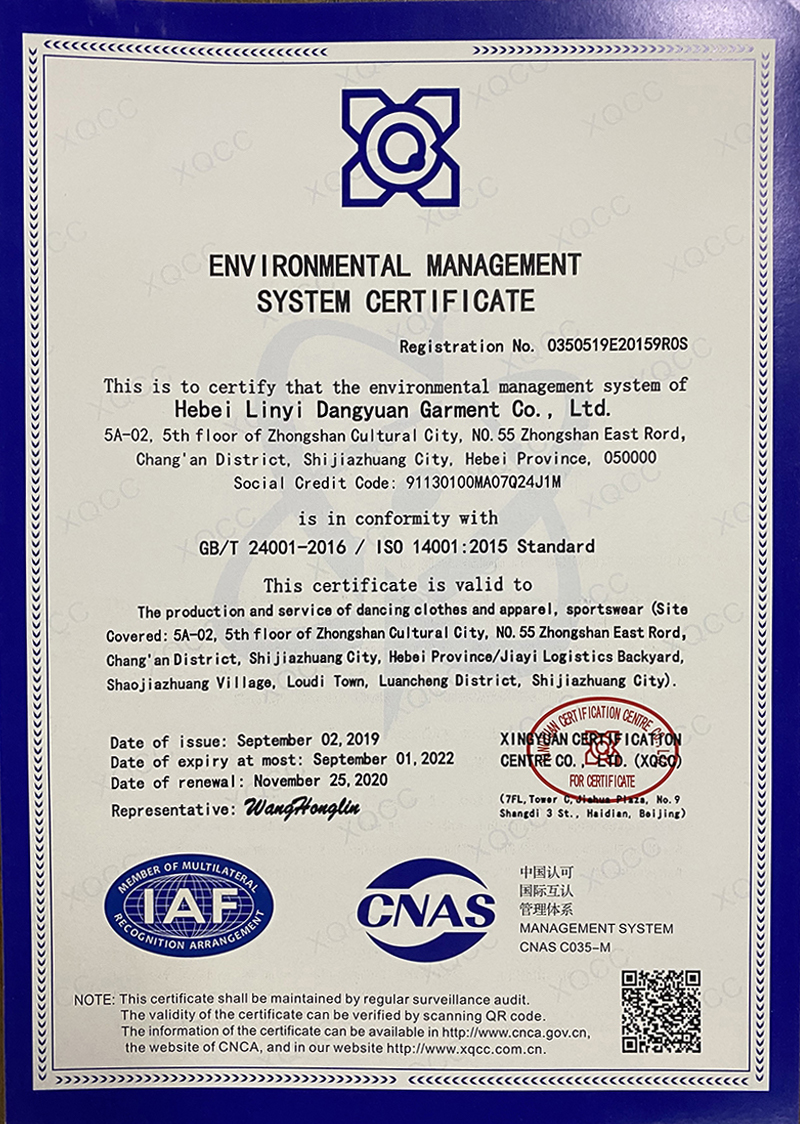 ENVIRONMENTAL MANAGEMENT
SYSTEM CERTIFICATE
Registration No. 0350519E20159R0S
This is to certify that the environmental management system of
Hebei Linyi Dangyuan Garment Co., Ltd.
5A-02, 5th floor of Zhongshan Cultural City, NO.55 Zhongshan East Rord,
Chang'an District, Shijiazhuang City, Hebei Province, 050000
Social Credit Code: 91130100MA07Q24J1M
is in conformity with
GB/T 24001-2016 / ISO 14001:2015 Standard
This certificate is valid to
The production and service of dancing clothes and apparel, sportswear (Site
Covered: 5A-02, 5th floor of Zhongshan Cultural City, NO.55 Zhongshan East Rord,
Chang'an District, Shijiazhuang City, Hebei Province/Jiayi Logistics Backyard,
Shaojiazhuang Village, Loudi Town, Luancheng District, Shijiazhuang City).
Date of issue: September 02,2019
Date of expiry at most: September 01,2022
Date of renewal: November 25,2020
Representative: WangHonglin
XINGYUAN CERTIFICATION
CENTRE CO., LTD. (XQCC)
(7FL, Tower C, Jiahua Plaza, No.9
Shangdi 3 St., Haidian, Beijing)
FOR CERTIFICATE
MEMBER OF MULTILATERAL
IAF
RECOGNITION ARRANGEMENT
CNAS
中国认可
国际互认
管理体系
MANAGEMENT SYSTEM
CNAS C035-M
NOTE: This certificate shall be maintained by regular surveillance audit.
The validity of the certificate can be verified by scanning QR code.
The information of the certificate can be available in http://www.cnca.gov.cn,
the website of CNCA, and in our website http://www.xqcc.com.cn.